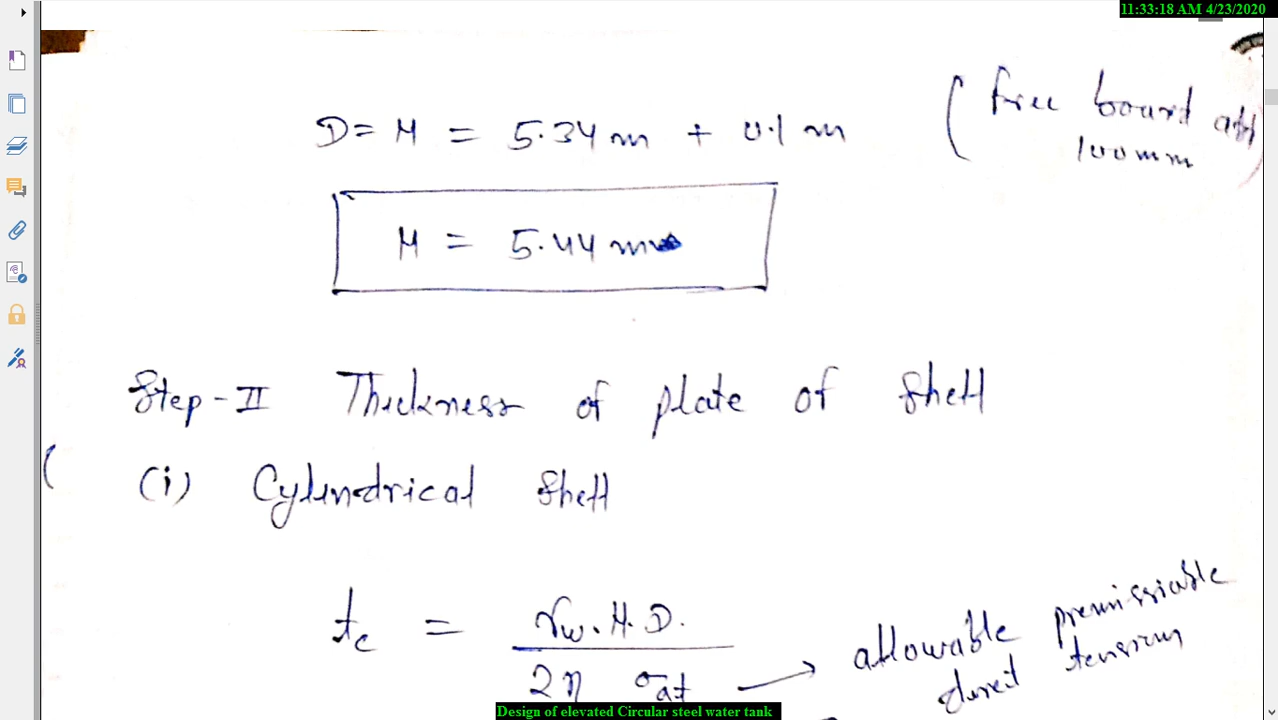 11:33:18 AM 4/23/2020
D = H = 5.34 m + 0.1 m
( free board
100mm )
H = 5.44 m
Step-II Thickness of plate of Shell
(i) Cylindrical Shell
tc = γw.H.D.
2η σat → allowable premissiable
direct tension
Design of elevated Circular steel water tank